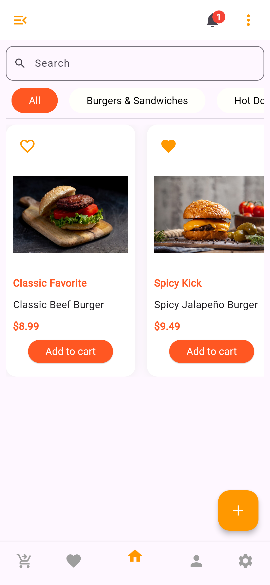 1
Search
All
Burgers & Sandwiches
Hot Do
Classic Favorite
Classic Beef Burger
$8.99
Add to cart
Spicy Kick
Spicy Jalapeño Burger
$9.49
Add to cart